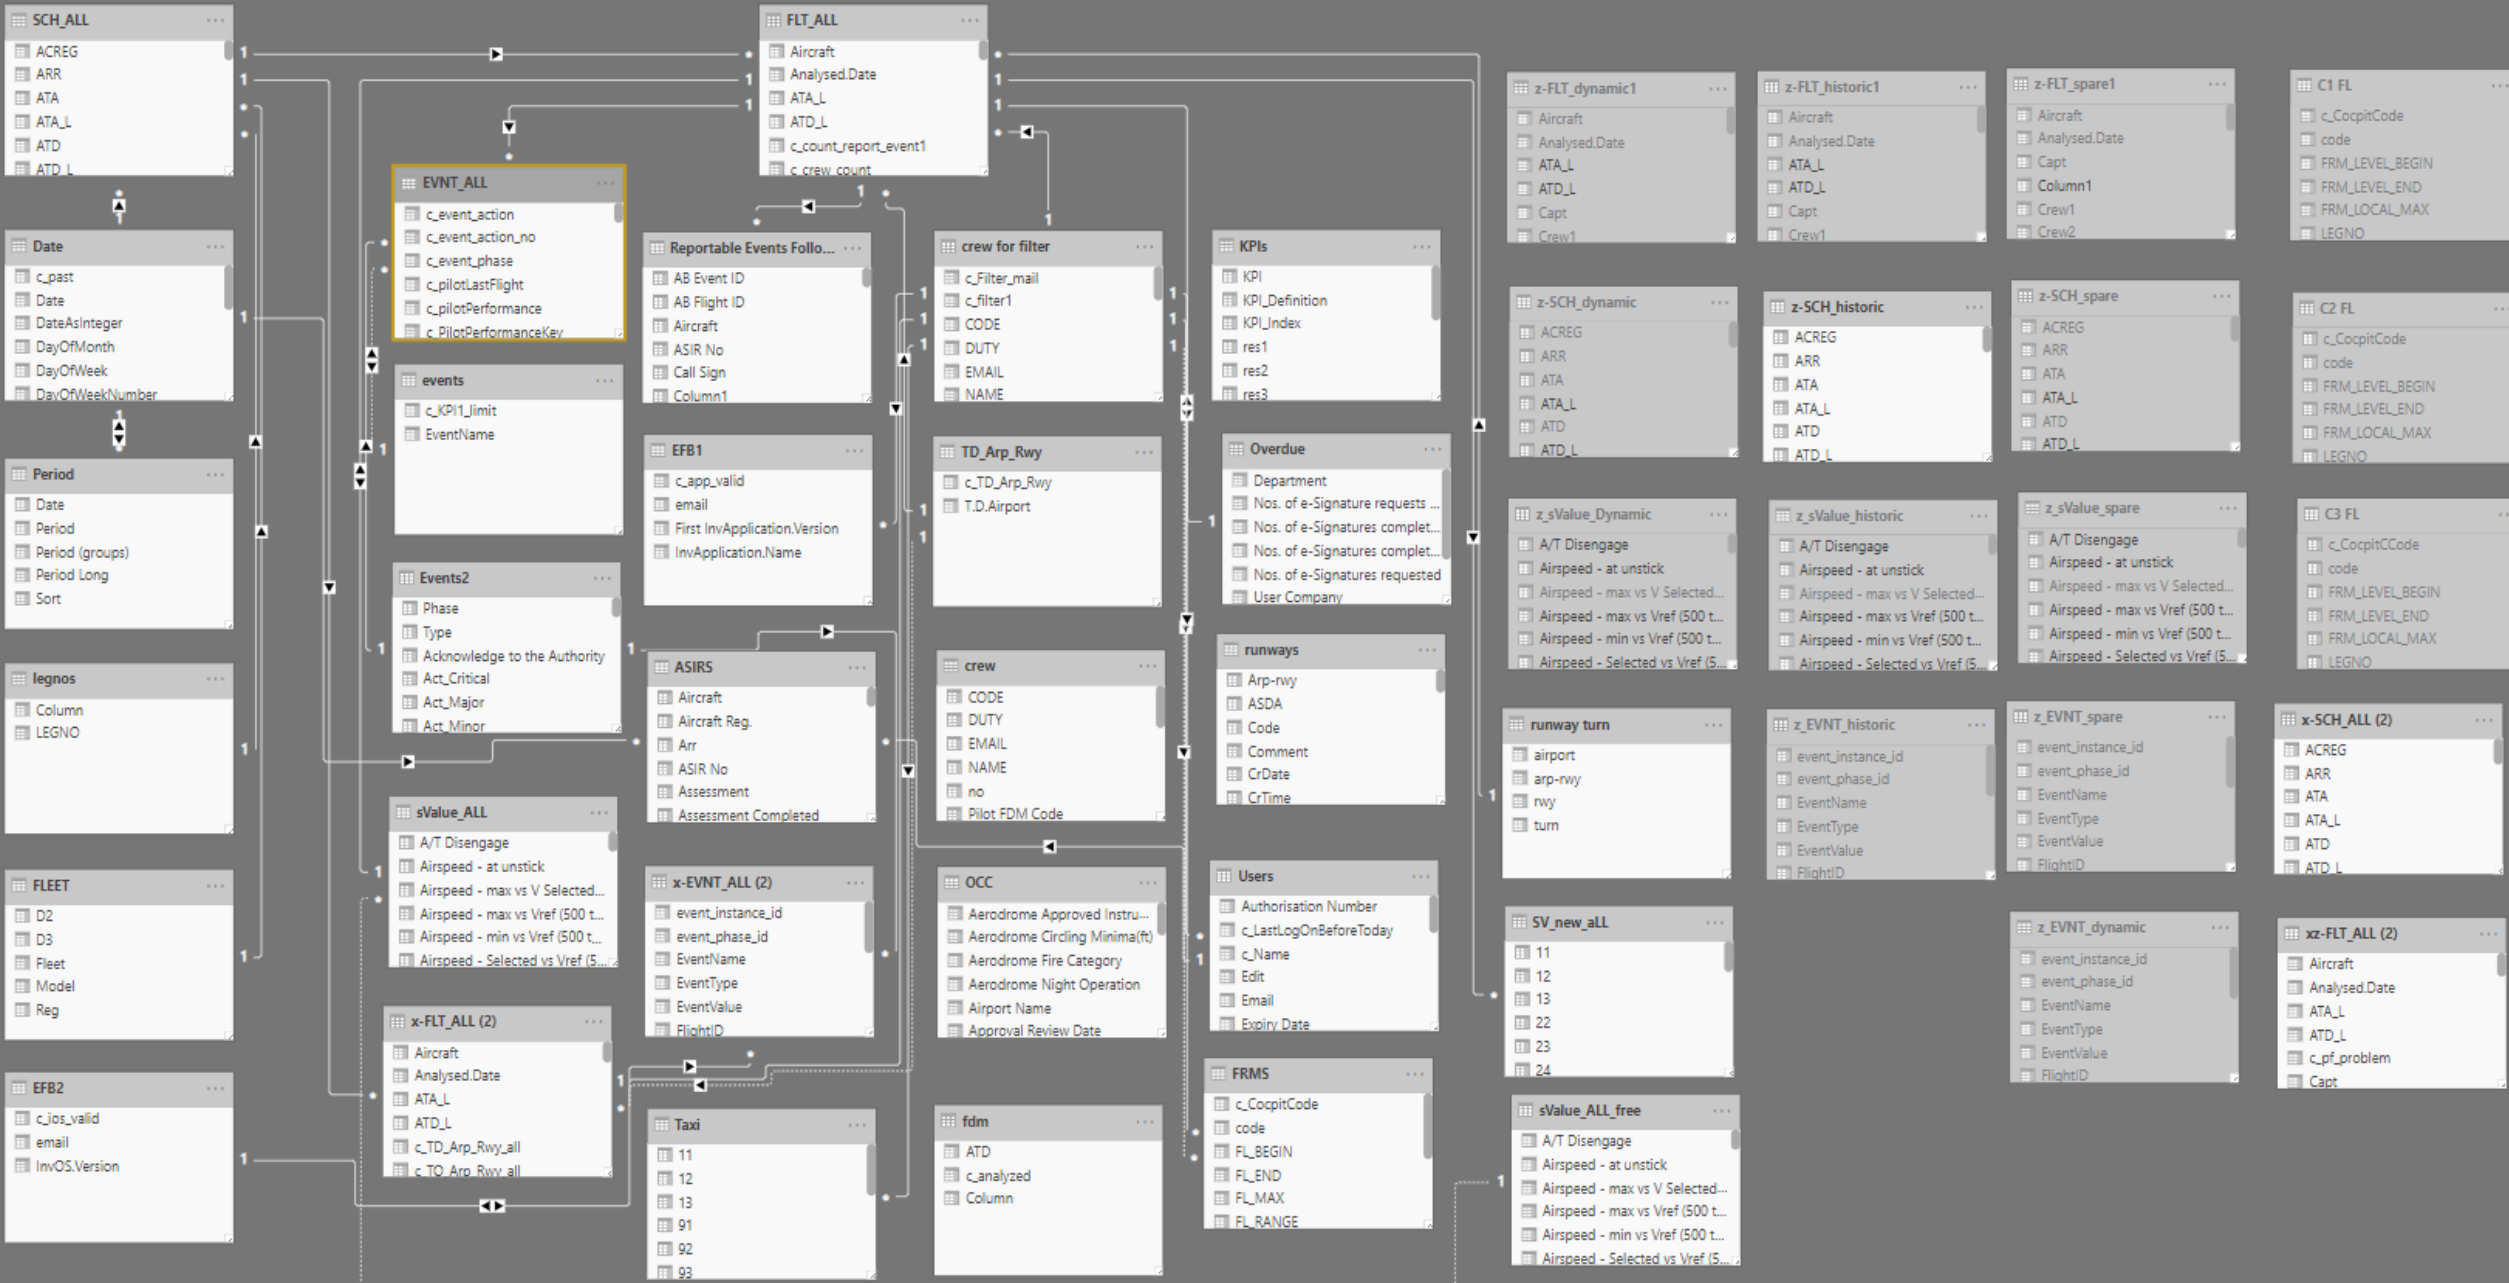 SCH_ALL
ACREG
ARR
ATA
ATA_L
ATD
ATD_L
Date
c_past
Date
DateAsInteger
DayOfMonth
DayOfWeek
DayOfWeekNumber
Period
Date
Period
Period (groups)
Period Long
Sort
legnos
Column
LEGNO
FLEET
D2
D3
Fleet
Model
Reg
EFB2
c_ios_valid
email
InvOS.Version
EVNT_ALL
c_event_action
c_event_action_no
c_event_phase
c_pilotLastFlight
c_pilotPerformance
c_PilotPerformanceKey
events
c_KPI1_limit
EventName
Events2
Phase
Type
Acknowledge to the Authority
Act_Critical
Act_Major
Act_Minor
sValue_ALL
A/T Disengage
Airspeed - at unstick
Airspeed - max vs V Selected...
Airspeed - max vs Vref (500 t...
Airspeed - min vs Vref (500 t...
Airspeed - Selected vs Vref (5...
x-FLT_ALL (2)
Aircraft
Analysed.Date
ATA_L
ATD_L
c_TD_Arp_Rwy_all
c_TO_Arp_Rwy_all
FLT_ALL
Aircraft
Analysed.Date
ATA_L
ATD_L
c_count_report_event1
c_crew_count
Reportable Events Follo...
AB Event ID
AB Flight ID
Aircraft
ASIR No
Call Sign
Column1
EFB1
c_app_valid
email
First InvApplication.Version
InvApplication.Name
ASIRS
Aircraft
Aircraft Reg.
Arr
ASIR No
Assessment
Assessment Completed
x-EVNT_ALL (2)
event_instance_id
event_phase_id
EventName
EventType
EventValue
FlightID
Taxi
11
12
13
91
92
93
crew for filter
c_Filter_mail
c_filter1
CODE
DUTY
EMAIL
NAME
TD_Arp_Rwy
c_TD_Arp_Rwy
T.D.Airport
crew
CODE
DUTY
EMAIL
NAME
no
Pilot FDM Code
OCC
Aerodrome Approved Instru...
Aerodrome Circling Minima(ft)
Aerodrome Fire Category
Aerodrome Night Operation
Airport Name
Approval Review Date
fdm
ATD
c_analyzed
Column
KPIs
KPI
KPI_Definition
KPI_Index
res1
res2
res3
Overdue
Department
Nos. of e-Signature requests ...
Nos. of e-Signatures complet...
Nos. of e-Signatures complet...
Nos. of e-Signatures requested
User Company
runways
Arp-rwy
ASDA
Code
Comment
CrDate
CrTime
Users
Authorisation Number
c_LastLogOnBeforeToday
c_Name
Edit
Email
Expiry Date
FRMS
c_CocpitCode
code
FL_BEGIN
FL_END
FL_MAX
FL_RANGE
z-FLT_dynamic1
Aircraft
Analysed.Date
ATA_L
ATD_L
Capt
Crew1
z-SCH_dynamic
ACREG
ARR
ATA
ATA_L
ATD
ATD_L
z_sValue_Dynamic
A/T Disengage
Airspeed - at unstick
Airspeed - max vs V Selected...
Airspeed - max vs Vref (500 t...
Airspeed - min vs Vref (500 t...
Airspeed - Selected vs Vref (5...
runway turn
airport
arp-rwy
rwy
turn
SV_new_aLL
11
12
13
22
23
24
sValue_ALL_free
A/T Disengage
Airspeed - at unstick
Airspeed - max vs V Selected...
Airspeed - max vs Vref (500 t...
Airspeed - min vs Vref (500 t...
Airspeed - Selected vs Vref (5...
z-FLT_historic1
Aircraft
Analysed.Date
ATA_L
ATD_L
Capt
Crew1
z-SCH_historic
ACREG
ARR
ATA
ATA_L
ATD
ATD_L
z_sValue_historic
A/T Disengage
Airspeed - at unstick
Airspeed - max vs V Selected...
Airspeed - max vs Vref (500 t...
Airspeed - min vs Vref (500 t...
Airspeed - Selected vs Vref (5...
z_EVNT_historic
event_instance_id
event_phase_id
EventName
EventType
EventValue
FlightID
z-FLT_spare1
Aircraft
Analysed.Date
Capt
Column1
Crew1
Crew2
z-SCH_spare
ACREG
ARR
ATA
ATA_L
ATD
ATD_L
z_sValue_spare
A/T Disengage
Airspeed - at unstick
Airspeed - max vs V Selected...
Airspeed - max vs Vref (500 t...
Airspeed - min vs Vref (500 t...
Airspeed - Selected vs Vref (5...
z_EVNT_spare
event_instance_id
event_phase_id
EventName
EventType
EventValue
FlightID
z_EVNT_dynamic
event_instance_id
event_phase_id
EventName
EventType
EventValue
FlightID
C1 FL
c_CocpitCode
code
FRM_LEVEL_BEGIN
FRM_LEVEL_END
FRM_LOCAL_MAX
LEGNO
C2 FL
c_CocpitCode
code
FRM_LEVEL_BEGIN
FRM_LEVEL_END
FRM_LOCAL_MAX
LEGNO
C3 FL
c_CocpitCCode
code
FRM_LEVEL_BEGIN
FRM_LEVEL_END
FRM_LOCAL_MAX
LEGNO
x-SCH_ALL (2)
ACREG
ARR
ATA
ATA_L
ATD
ATD_L
xz-FLT_ALL (2)
Aircraft
Analysed.Date
ATA_L
ATD_L
c_pf_problem
Capt